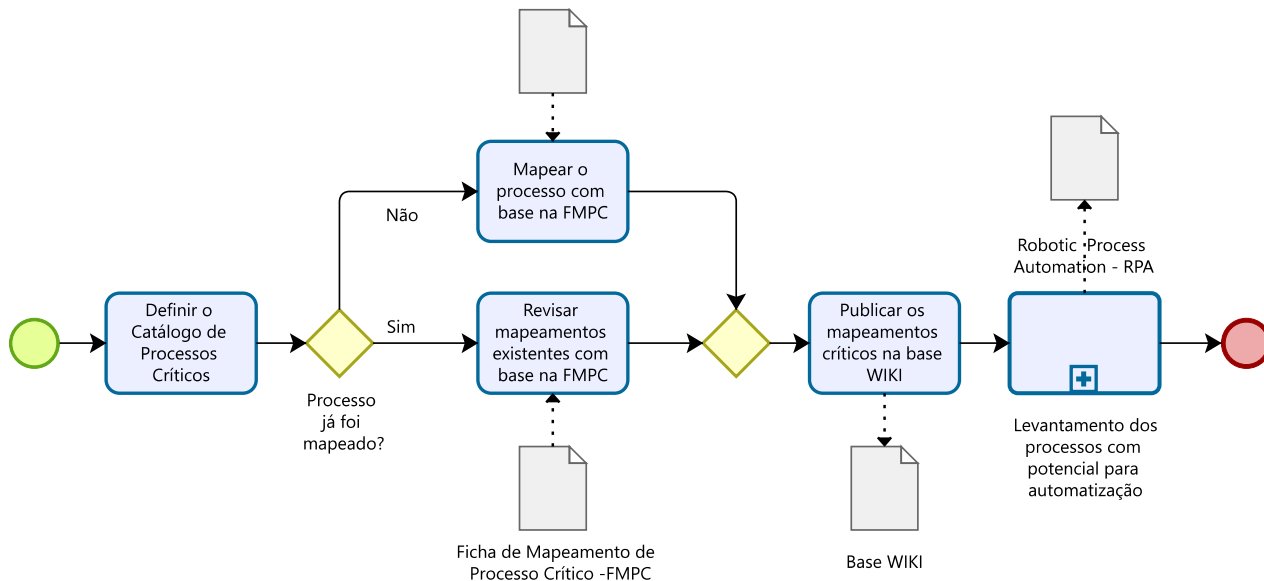 Mapear o
processo com
base na FMPC
Não
Robotic Process
Automation - RPA
Definir o
Catálogo de
Processos
Críticos
Sim
Processo
já foi
mapeado?
Revisar
mapeamentos
existentes com
base na FMPC
Publicar os
mapeamentos
críticos na base
WIKI
Levantamento dos
processos com
potencial para
automatização
Ficha de Mapeamento de
Processo Crítico -FMPC
Base WIKI